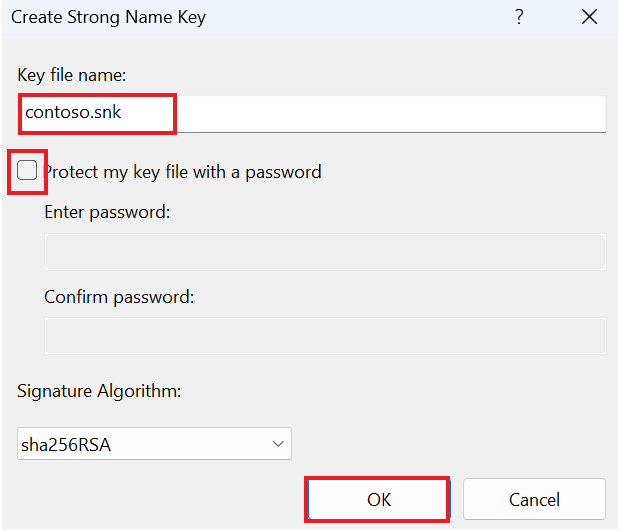 Create Strong Name Key
Key file name:
contoso.snk
Protect my key file with a password
Enter password:
Confirm password:
Signature Algorithm:
sha256RSA
OK Cancel